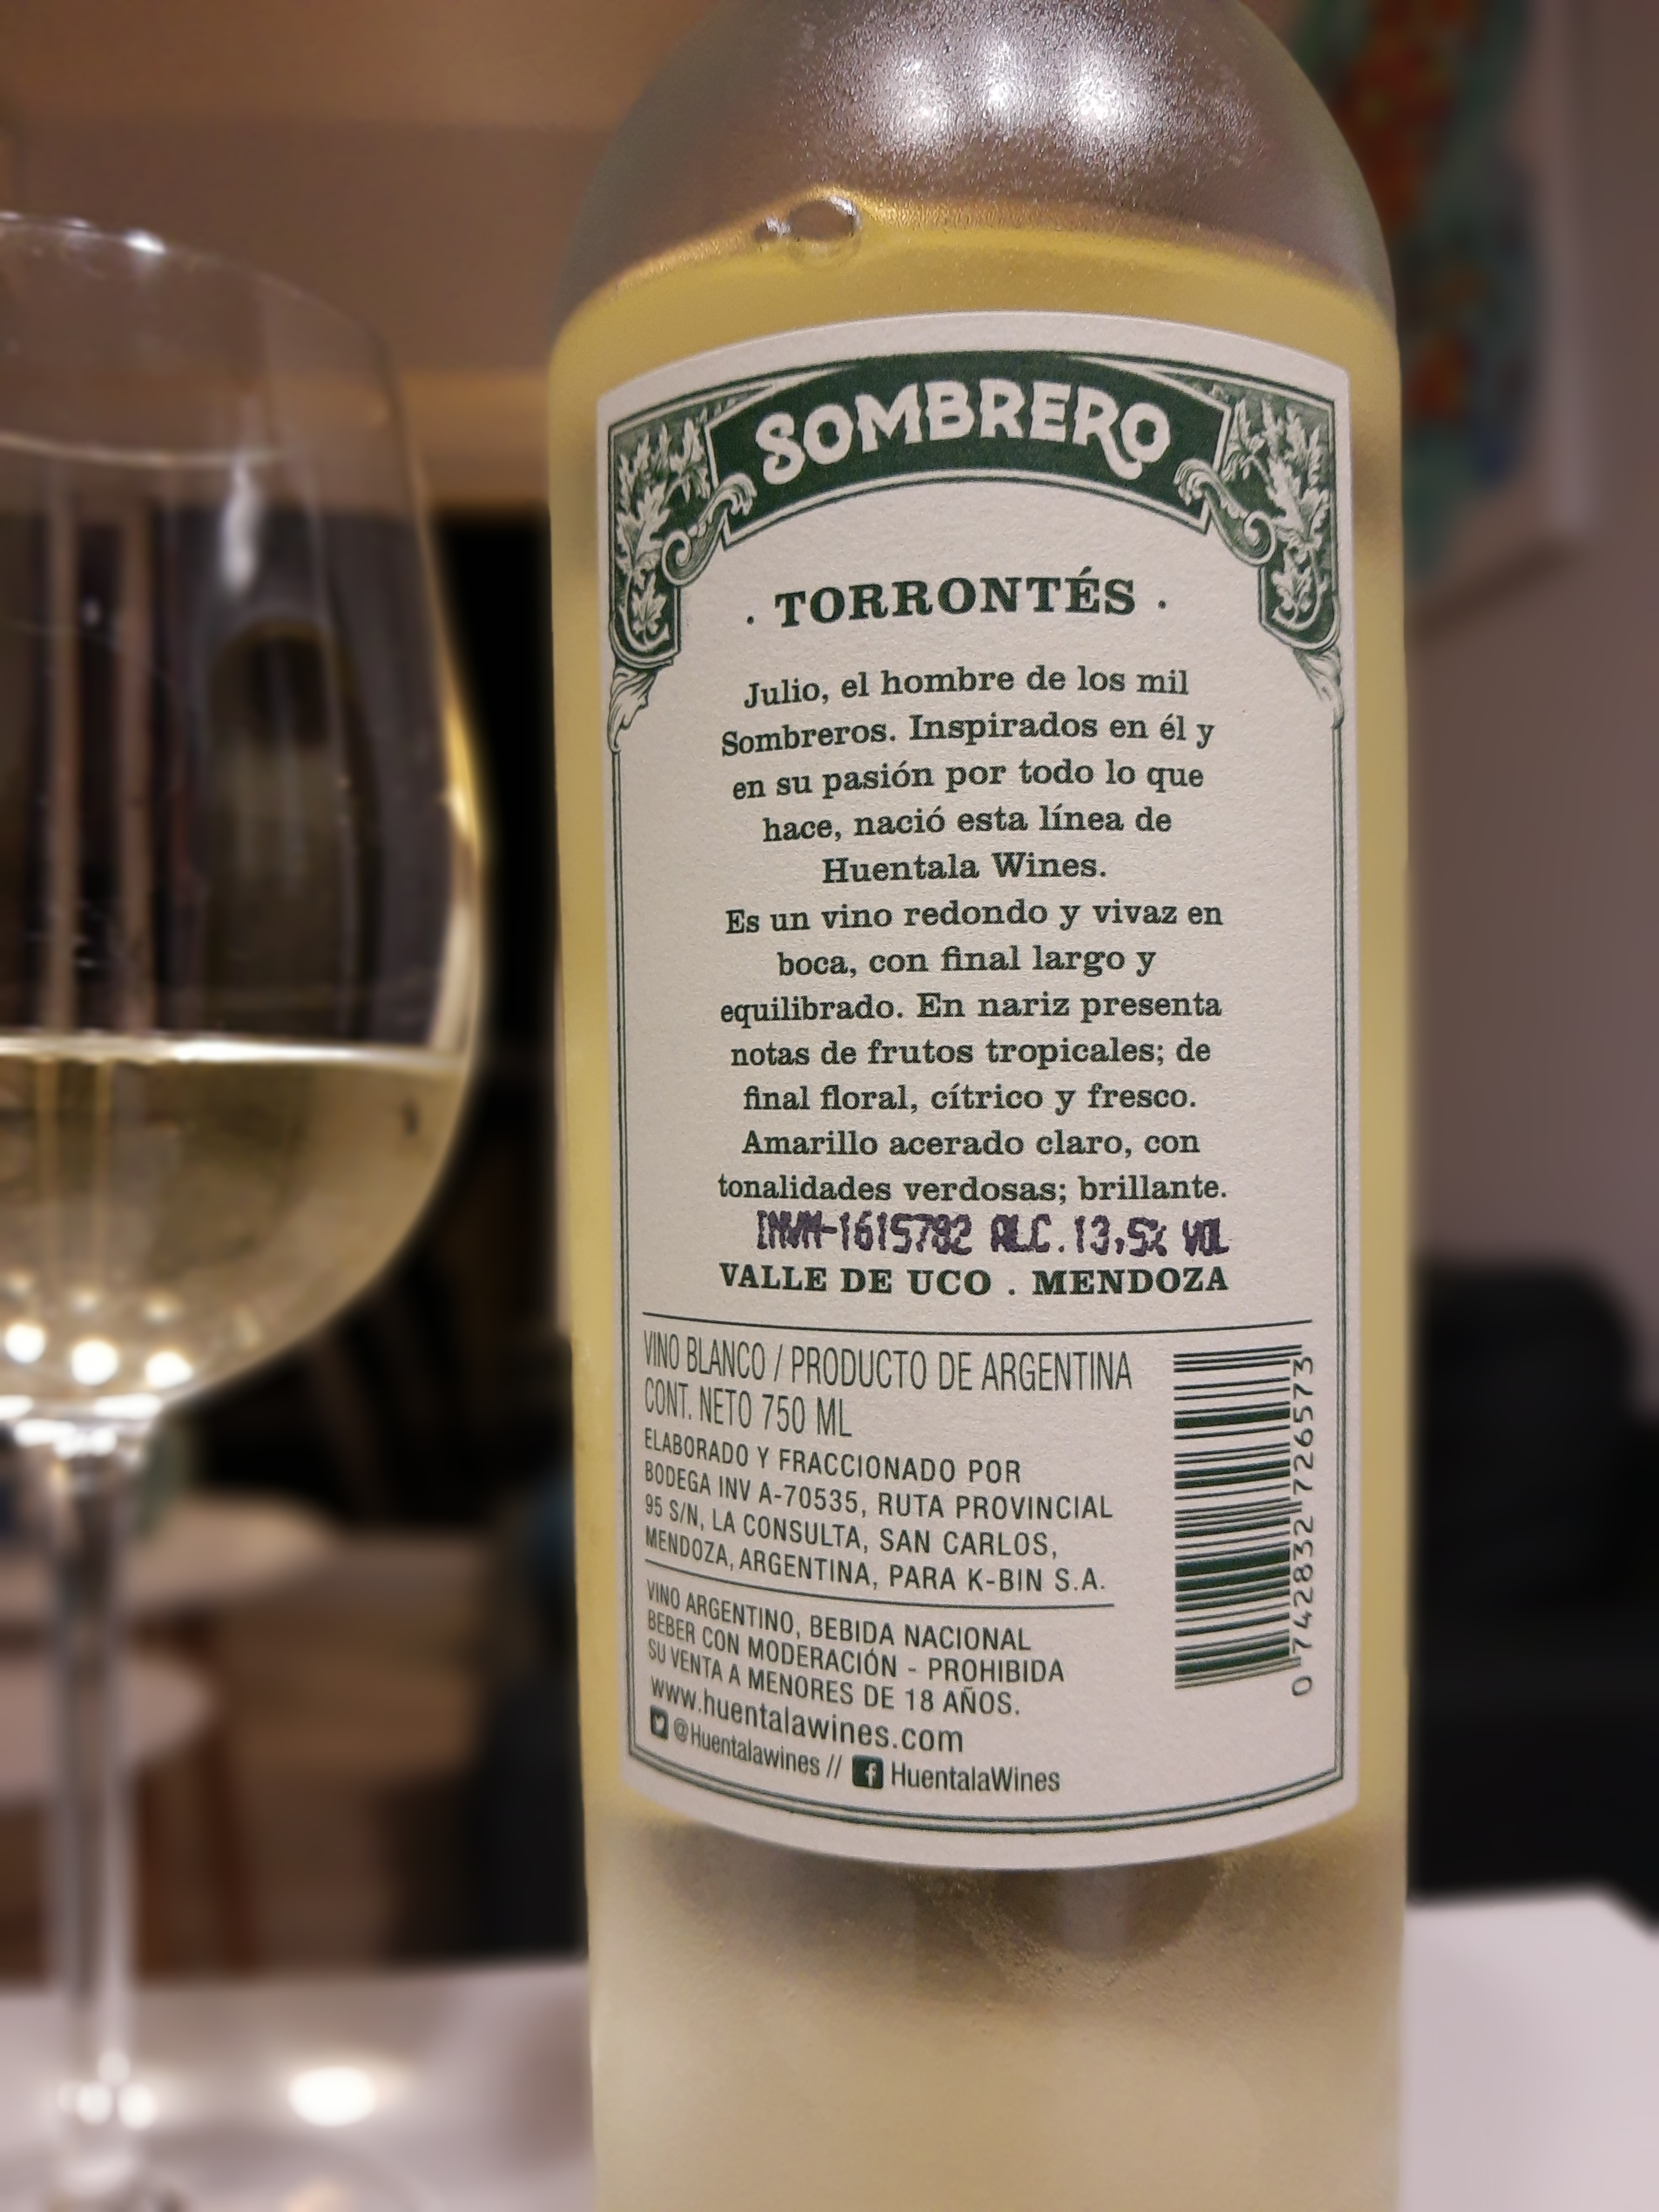 SOMBRERO
· TORRONTÉS ·
Julio, el hombre de los mil
Sombreros. Inspirados en él y
en su pasión por todo lo que
hace, nació esta línea de
Huentala Wines.
Es un vino redondo y vivaz en
boca, con final largo y
equilibrado. En nariz presenta
notas de frutos tropicales; de
final floral, cítrico y fresco.
Amarillo acerado claro, con
tonalidades verdosas; brillante.
INVM-1615782 ALC.13,5% VOL
VALLE DE UCO . MENDOZA
VINO BLANCO / PRODUCTO DE ARGENTINA
CONT. NETO 750 ML
ELABORADO Y FRACCIONADO POR
BODEGA INV A-70535, RUTA PROVINCIAL
95 S/N, LA CONSULTA, SAN CARLOS,
MENDOZA, ARGENTINA, PARA K-BIN S.A.
VINO ARGENTINO, BEBIDA NACIONAL
BEBER CON MODERACIÓN - PROHIBIDA
SU VENTA A MENORES DE 18 AÑOS.
www.huentalawines.com
@Huentalawines // HuentalaWines
0 742832 726573